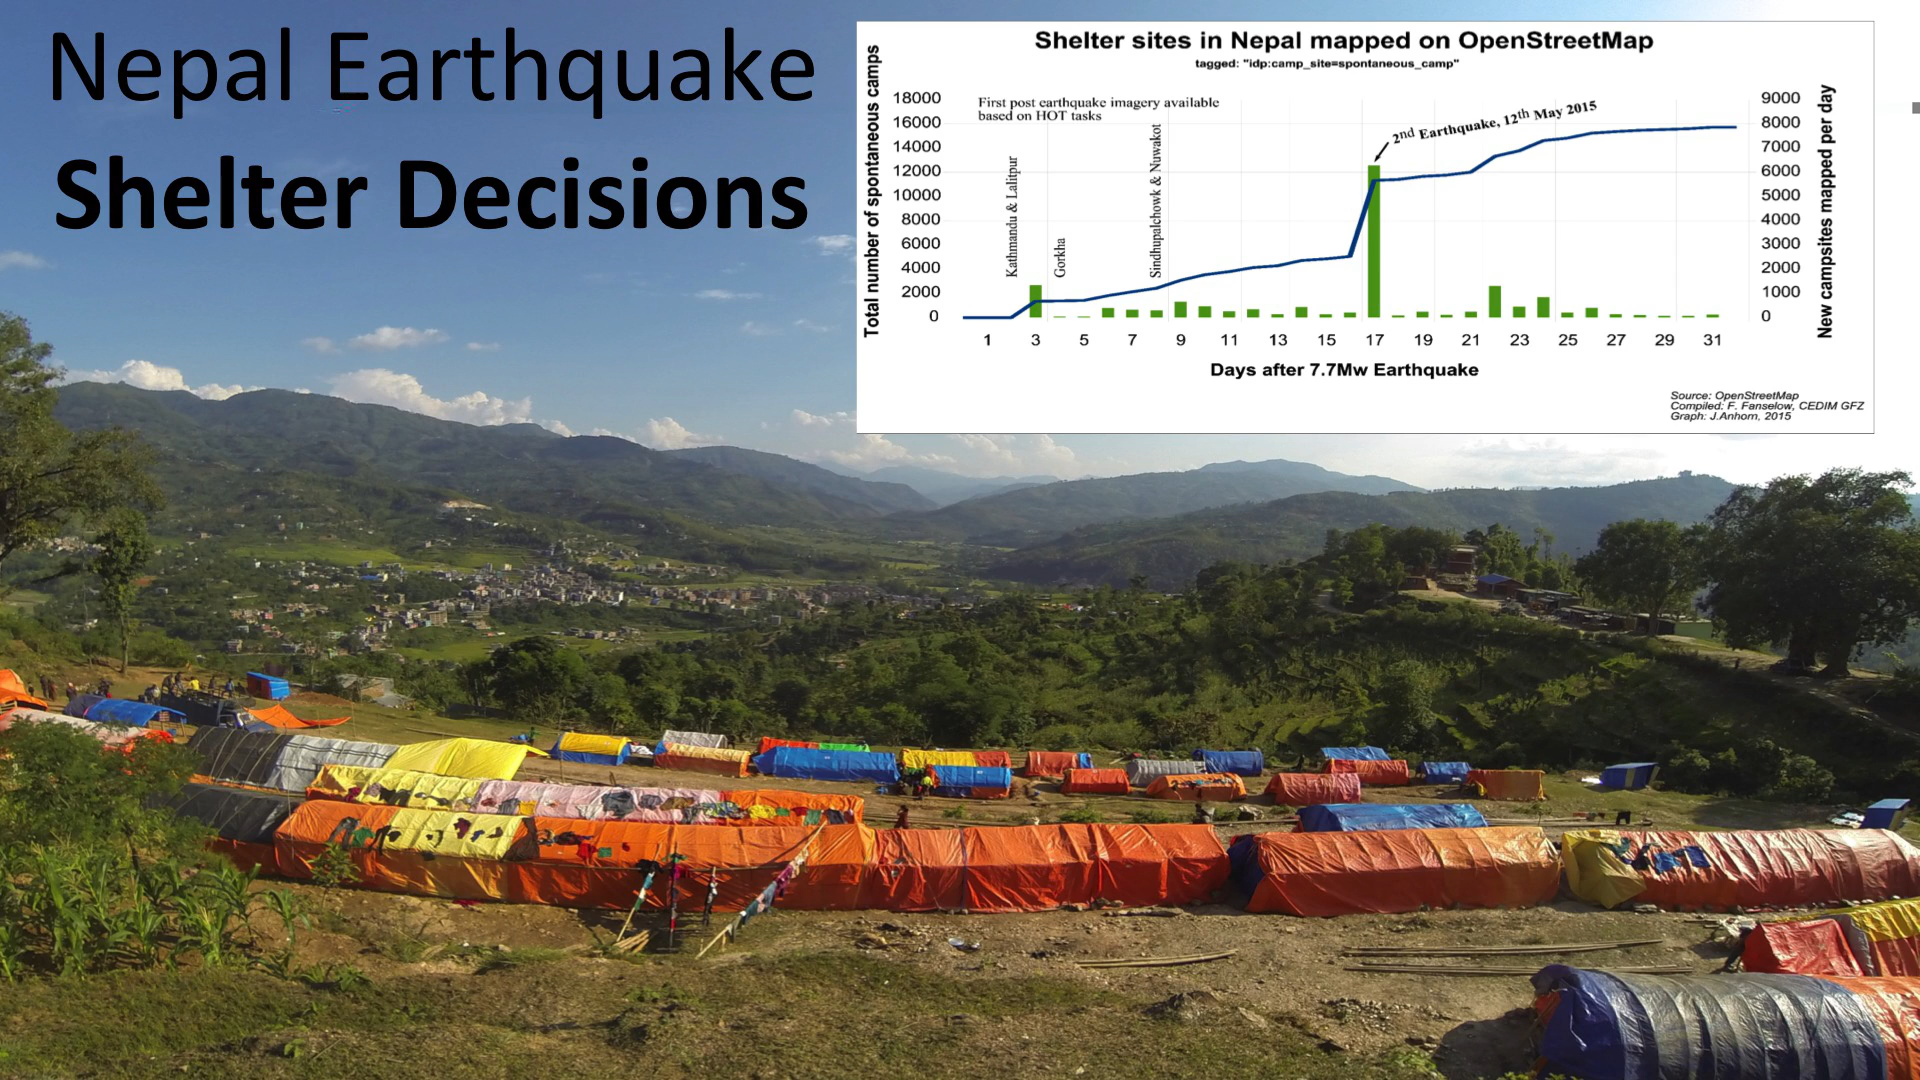 Nepal Earthquake
Shelter Decisions
Shelter sites in Nepal mapped on OpenStreetMap
tagged: "idp:camp_site=spontaneous_camp"
Total number of spontaneous camps
18000
16000
14000
12000
10000
8000
6000
4000
2000
0
First post earthquake imagery available
based on HOT tasks
Kathmandu & Lalitpur
Gorkha
Sindhupalchowk & Nuwakot
2nd Earthquake, 12th May 2015
9000
8000
7000
6000
5000
4000
3000
2000
1000
0
New campsites mapped per day
1 3 5 7 9 11 13 15 17 19 21 23 25 27 29 31
Days after 7.7Mw Earthquake
Source: OpenStreetMap
Compiled: F. Fanselow, CEDIM GFZ
Graph: J.Anhorn, 2015